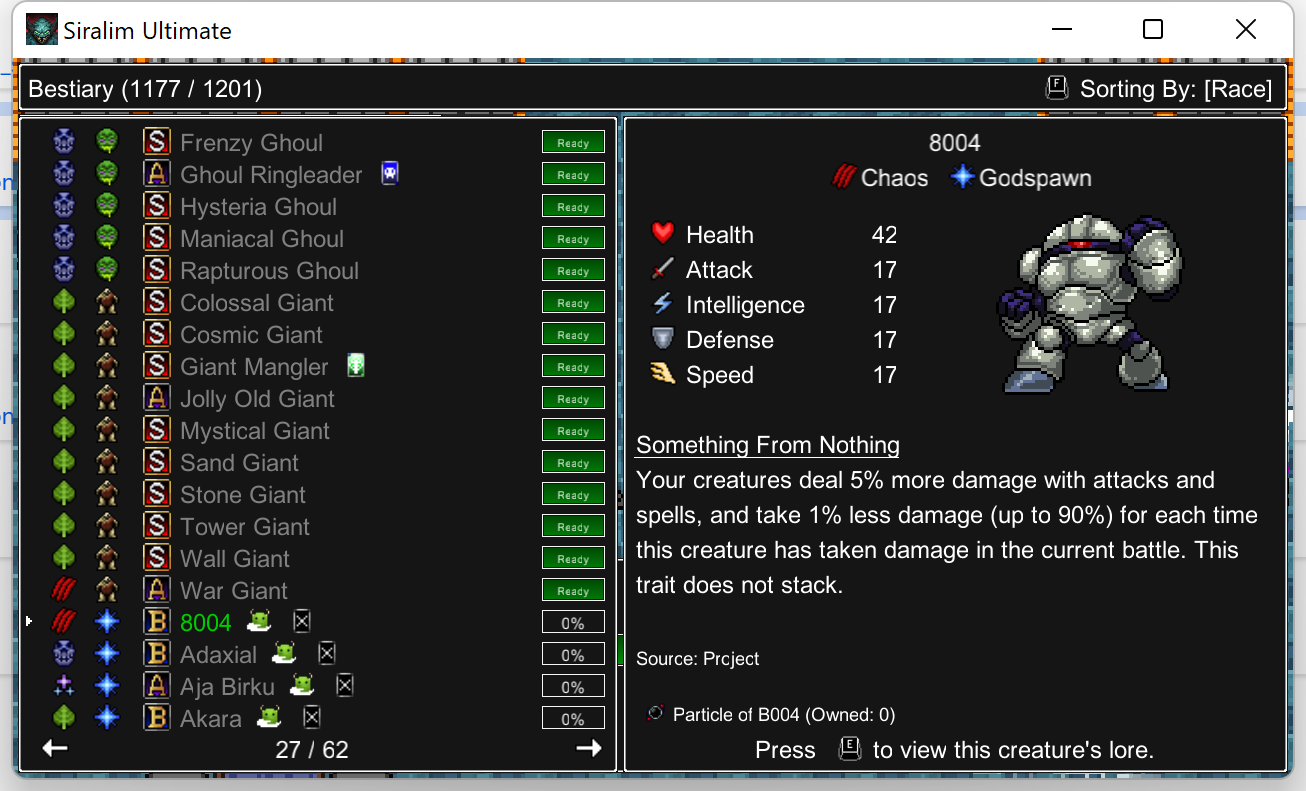 Siralim Ultimate
Bestiary (1177 / 1201)
F Sorting By: [Race]
S Frenzy Ghoul Ready
A Ghoul Ringleader Ready
S Hysteria Ghoul Ready
S Maniacal Ghoul Ready
S Rapturous Ghoul Ready
S Colossal Giant Ready
S Cosmic Giant Ready
S Giant Mangler Ready
A Jolly Old Giant Ready
S Mystical Giant Ready
S Sand Giant Ready
S Stone Giant Ready
S Tower Giant Ready
S Wall Giant Ready
A War Giant Ready
B 8004 0%
B Adaxial 0%
A Aja Birku 0%
B Akara 0%
27 / 62
8004
Chaos Godspawn
Health 42
Attack 17
Intelligence 17
Defense 17
Speed 17
Something From Nothing
Your creatures deal 5% more damage with attacks and
spells, and take 1% less damage (up to 90%) for each time
this creature has taken damage in the current battle. This
trait does not stack.
Source: Project
Particle of B004 (Owned: 0)
Press E to view this creature's lore.